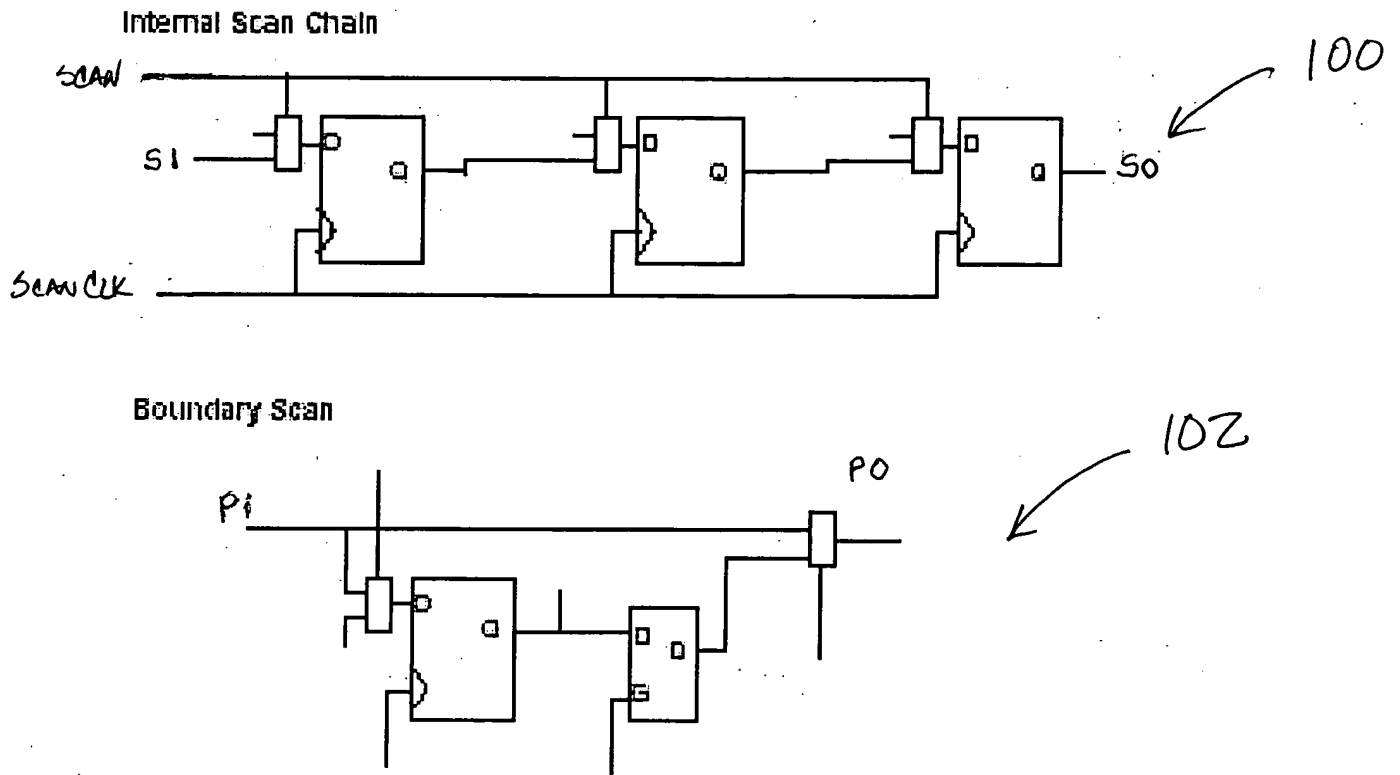 Internal Scan Chain
SCAN
100
D
Q
D
Q
D
Q
SI
SO
SCAN CLK
Boundary Scan
102
PO
Pi
D
Q
D
G